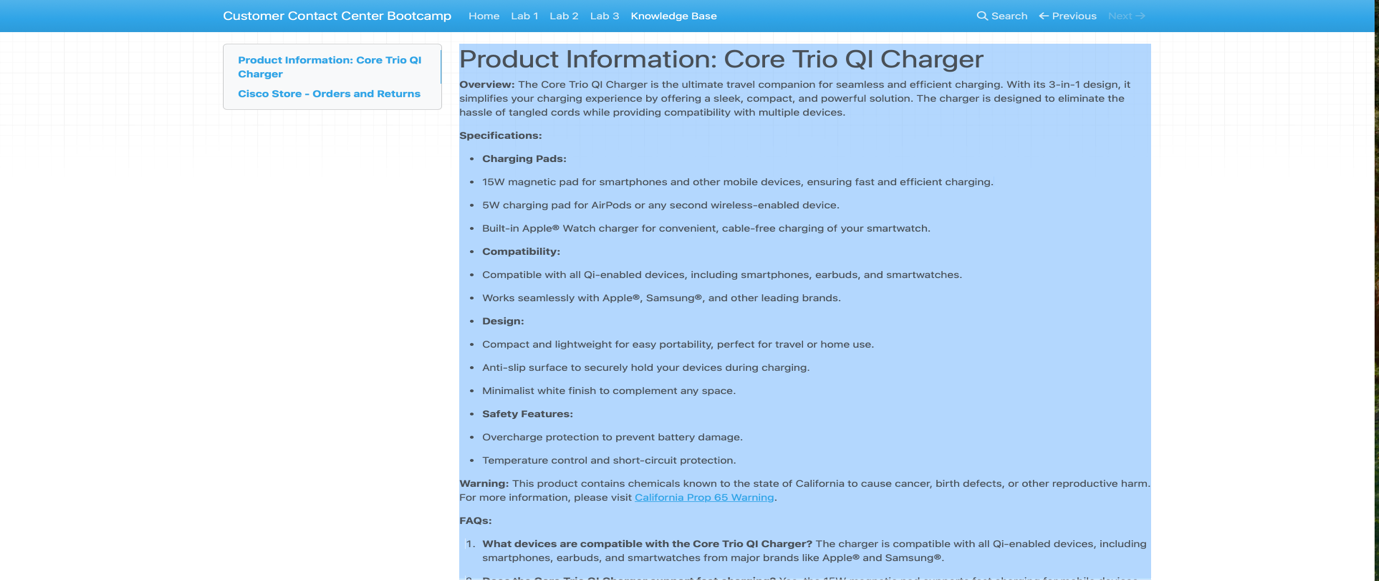 Customer Contact Center Bootcamp Home Lab 1 Lab 2 Lab 3 Knowledge Base Search ← Previous Next →
Product Information: Core Trio QI
Charger
Cisco Store - Orders and Returns
Product Information: Core Trio QI Charger
Overview: The Core Trio QI Charger is the ultimate travel companion for seamless and efficient charging. With its 3-in-1 design, it
simplifies your charging experience by offering a sleek, compact, and powerful solution. The charger is designed to eliminate the
hassle of tangled cords while providing compatibility with multiple devices.
Specifications:
• Charging Pads:
• 15W magnetic pad for smartphones and other mobile devices, ensuring fast and efficient charging.
• 5W charging pad for AirPods or any second wireless-enabled device.
• Built-in Apple® Watch charger for convenient, cable-free charging of your smartwatch.
• Compatibility:
• Compatible with all Qi-enabled devices, including smartphones, earbuds, and smartwatches.
• Works seamlessly with Apple®, Samsung®, and other leading brands.
• Design:
• Compact and lightweight for easy portability, perfect for travel or home use.
• Anti-slip surface to securely hold your devices during charging.
• Minimalist white finish to complement any space.
• Safety Features:
• Overcharge protection to prevent battery damage.
• Temperature control and short-circuit protection.
Warning: This product contains chemicals known to the state of California to cause cancer, birth defects, or other reproductive harm.
For more information, please visit California Prop 65 Warning.
FAQs:
1. What devices are compatible with the Core Trio QI Charger? The charger is compatible with all Qi-enabled devices, including
smartphones, earbuds, and smartwatches from major brands like Apple® and Samsung®.